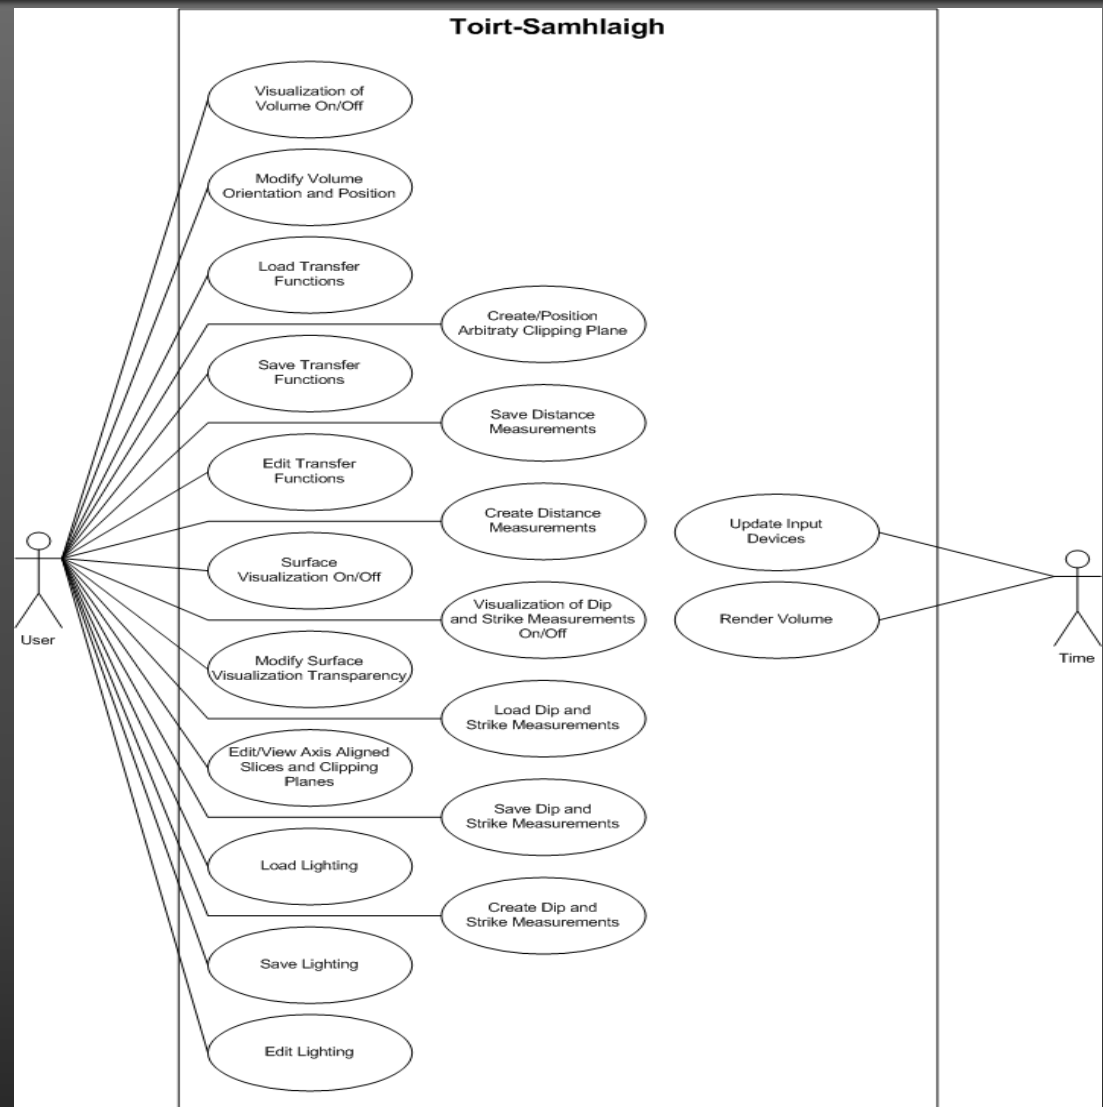 Toirt-Samhlaigh
Visualization of
Volume On/Off
Modify Volume
Orientation and Position
Load Transfer
Functions
Create/Position
Arbitraty Clipping Plane
Save Transfer
Functions
Save Distance
Measurements
Edit Transfer
Functions
Create Distance
Measurements
Update Input
Devices
Surface
Visualization On/Off
Visualization of Dip
and Strike Measurements
On/Off
Render Volume
User
Time
Modify Surface
Visualization Transparency
Load Dip and
Strike Measurements
Edit/View Axis Aligned
Slices and Clipping
Planes
Save Dip and
Strike Measurements
Load Lighting
Create Dip and
Strike Measurements
Save Lighting
Edit Lighting